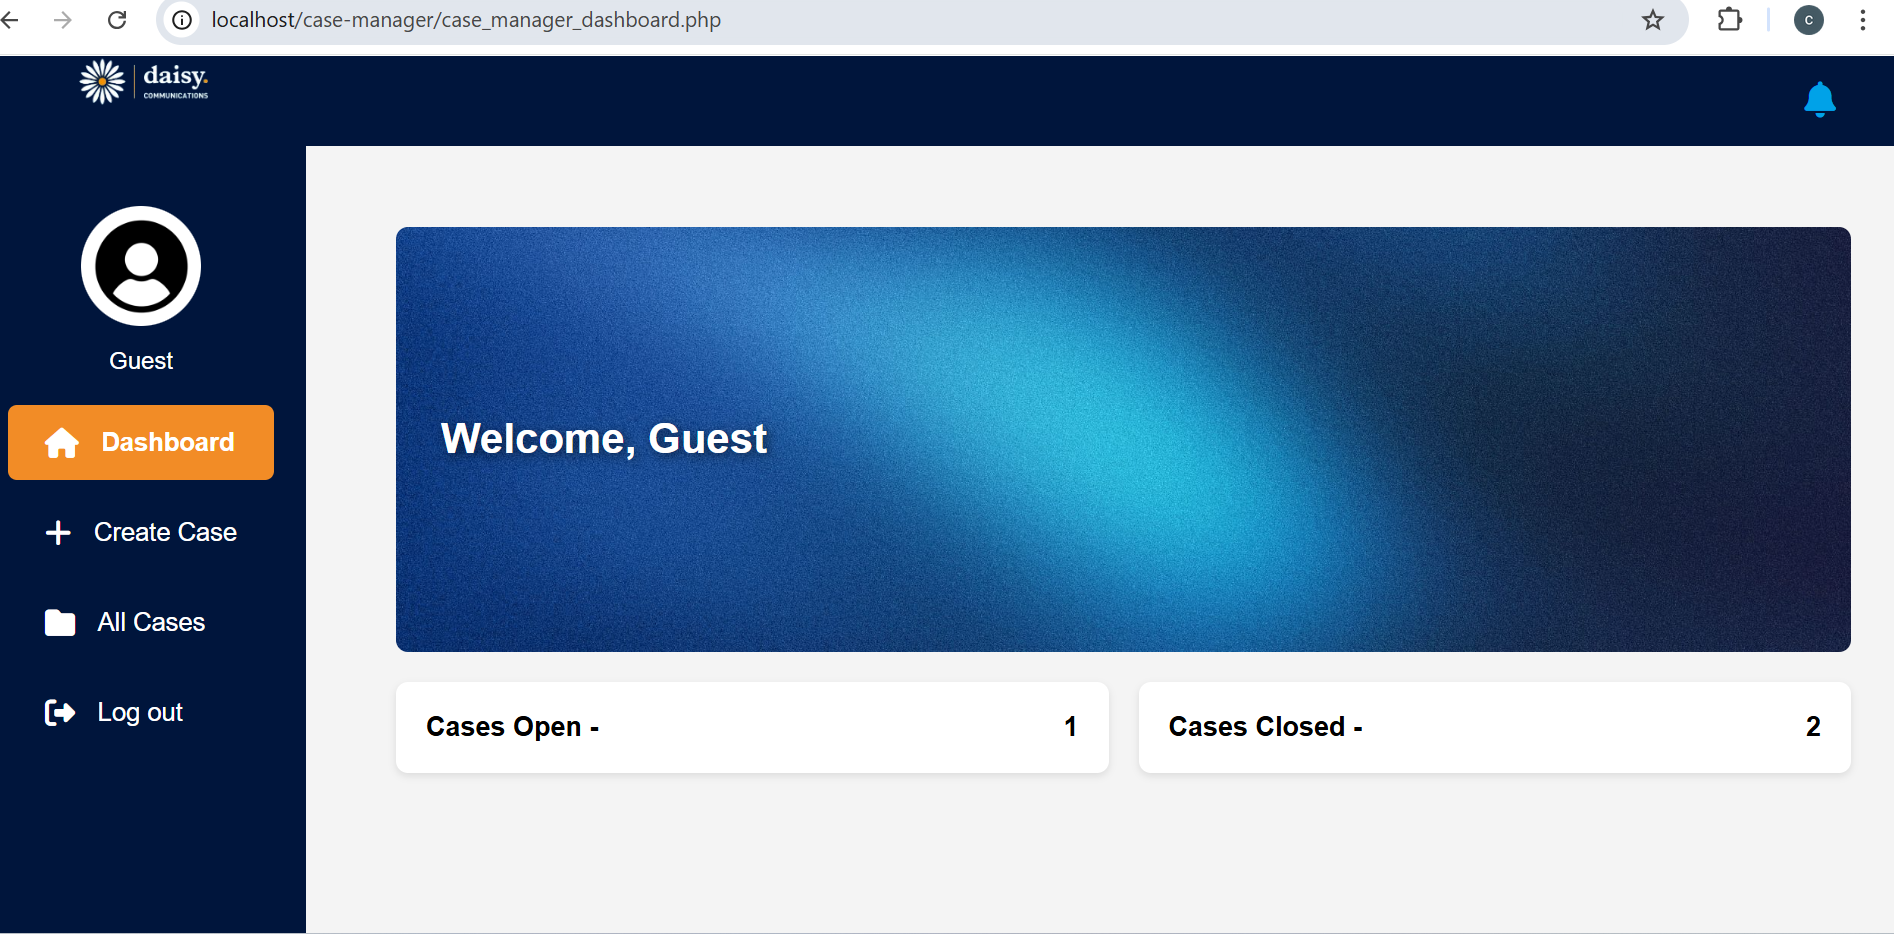 localhost/case-manager/case_manager_dashboard.php
C
daisy.
COMMUNICATIONS
Guest
Dashboard
Create Case
All Cases
Log out
Welcome, Guest
Cases Open - 1
Cases Closed - 2